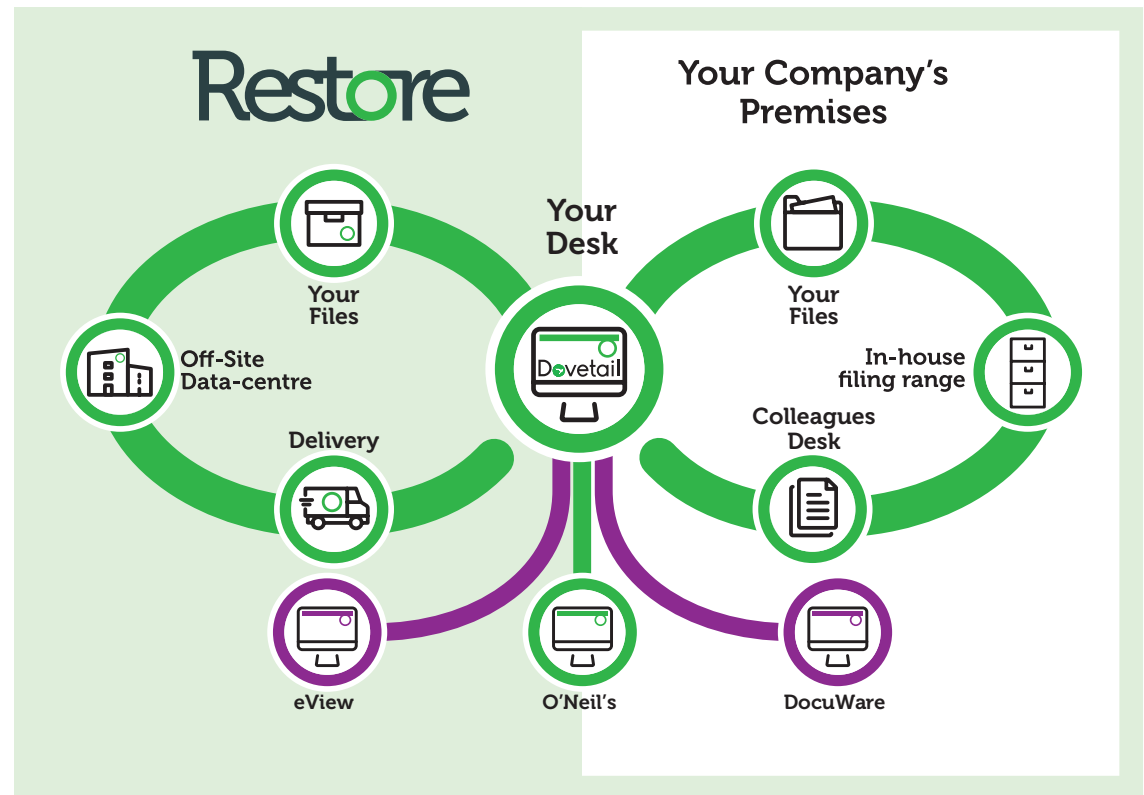 Restore
Your Company's
Premises
Your
Desk
Your
Files
Your
Files
Dovetail
Off-Site
Data-centre
In-house
filing range
Delivery
Colleagues
Desk
eView
O'Neil's
DocuWare